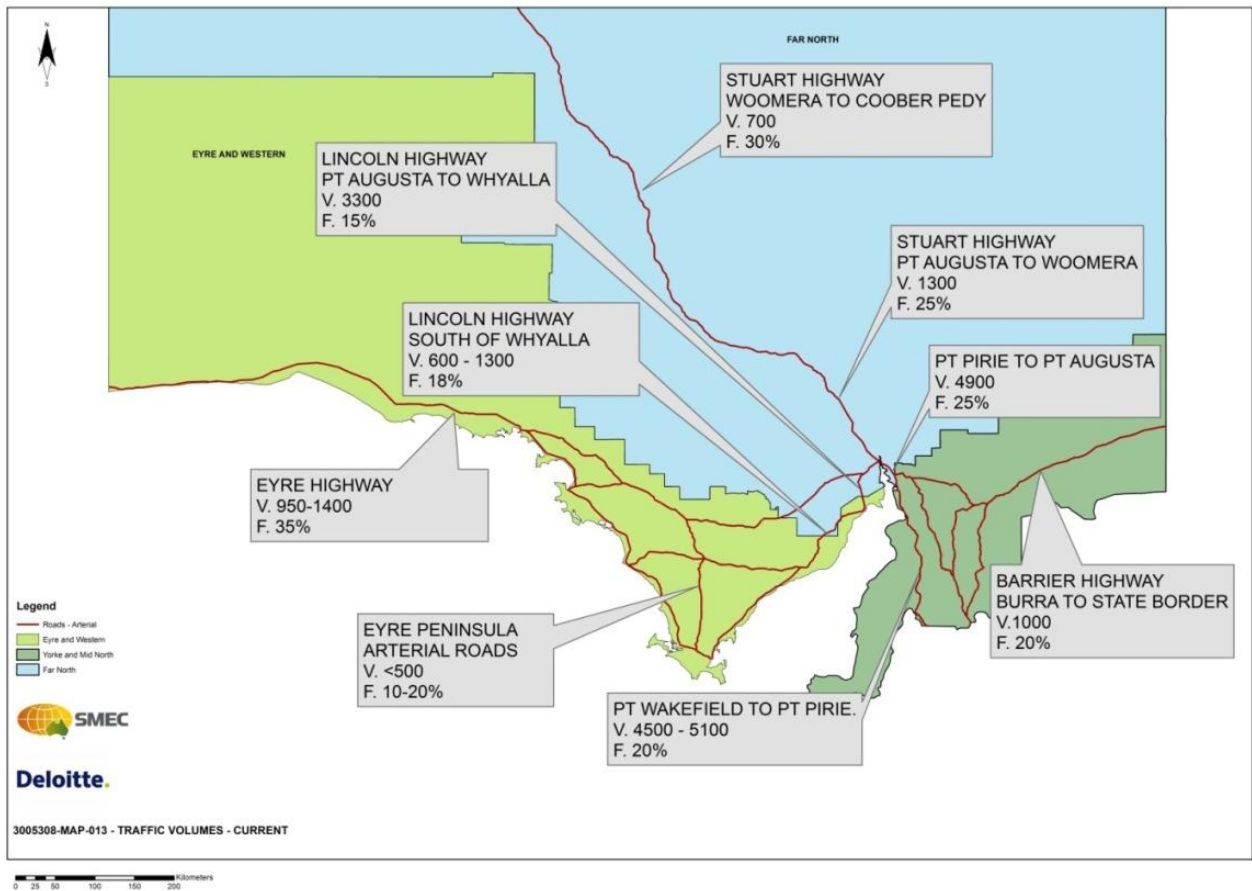 N
S
FAR NORTH
EYRE AND WESTERN
STUART HIGHWAY
WOOMERA TO COOBER PEDY
V. 700
F. 30%
LINCOLN HIGHWAY
PT AUGUSTA TO WHYALLA
V. 3300
F. 15%
STUART HIGHWAY
PT AUGUSTA TO WOOMERA
V. 1300
F. 25%
LINCOLN HIGHWAY
SOUTH OF WHYALLA
V. 600 - 1300
F. 18%
PT PIRIE TO PT AUGUSTA
V. 4900
F. 25%
EYRE HIGHWAY
V. 950-1400
F. 35%
BARRIER HIGHWAY
BURRA TO STATE BORDER
V.1000
F. 20%
EYRE PENINSULA
ARTERIAL ROADS
V. <500
F. 10-20%
PT WAKEFIELD TO PT PIRIE.
V. 4500 - 5100
F. 20%
Legend
Roads - Arterial
Eyre and Western
Yorke and Mid North
Far North
SMEC
Deloitte.
3005308-MAP-013 - TRAFFIC VOLUMES - CURRENT
Kilometers
0 25 50 100 150 200